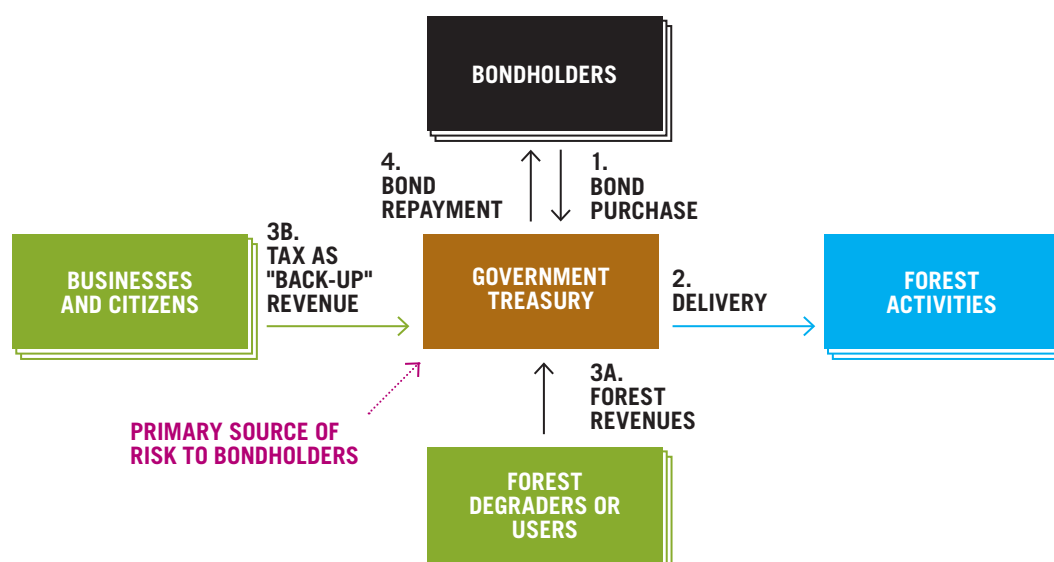 BONDHOLDERS
4.
BOND
REPAYMENT
1.
BOND
PURCHASE
BUSINESSES
AND CITIZENS
3B.
TAX AS
"BACK-UP"
REVENUE
GOVERNMENT
TREASURY
2.
DELIVERY
FOREST
ACTIVITIES
PRIMARY SOURCE OF
RISK TO BONDHOLDERS
3A.
FOREST
REVENUES
FOREST
DEGRADERS OR
USERS